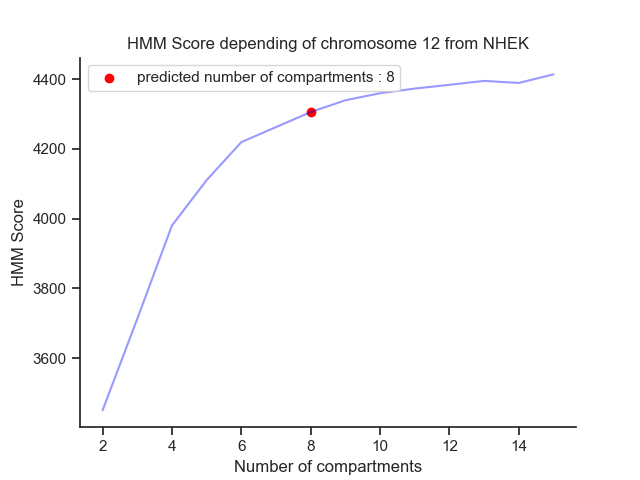 HMM Score depending of chromosome 12 from NHEK
predicted number of compartments : 8
4400
4200
4000
3800
3600
HMM Score
2 4 6 8 10 12 14
Number of compartments